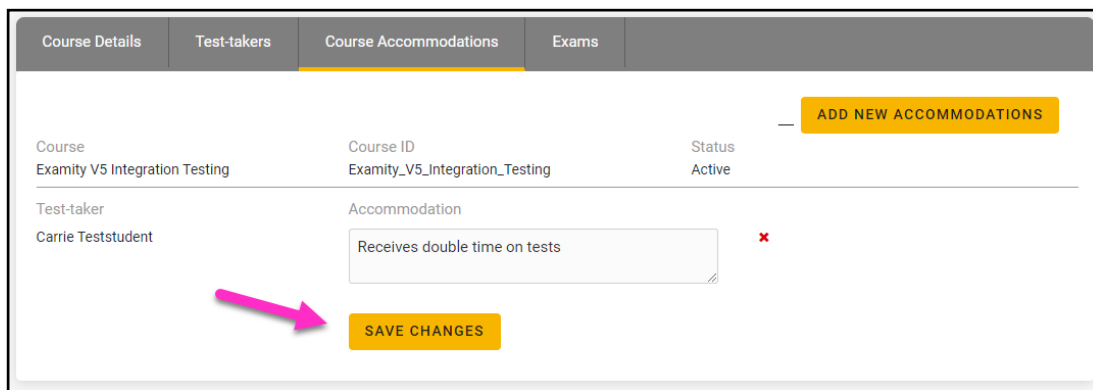 Course Details Test-takers Course Accommodations Exams
ADD NEW ACCOMMODATIONS
Course Course ID Status
Examity V5 Integration Testing Examity_V5_Integration_Testing Active
Test-taker Accommodation
Carrie Teststudent
Receives double time on tests
SAVE CHANGES